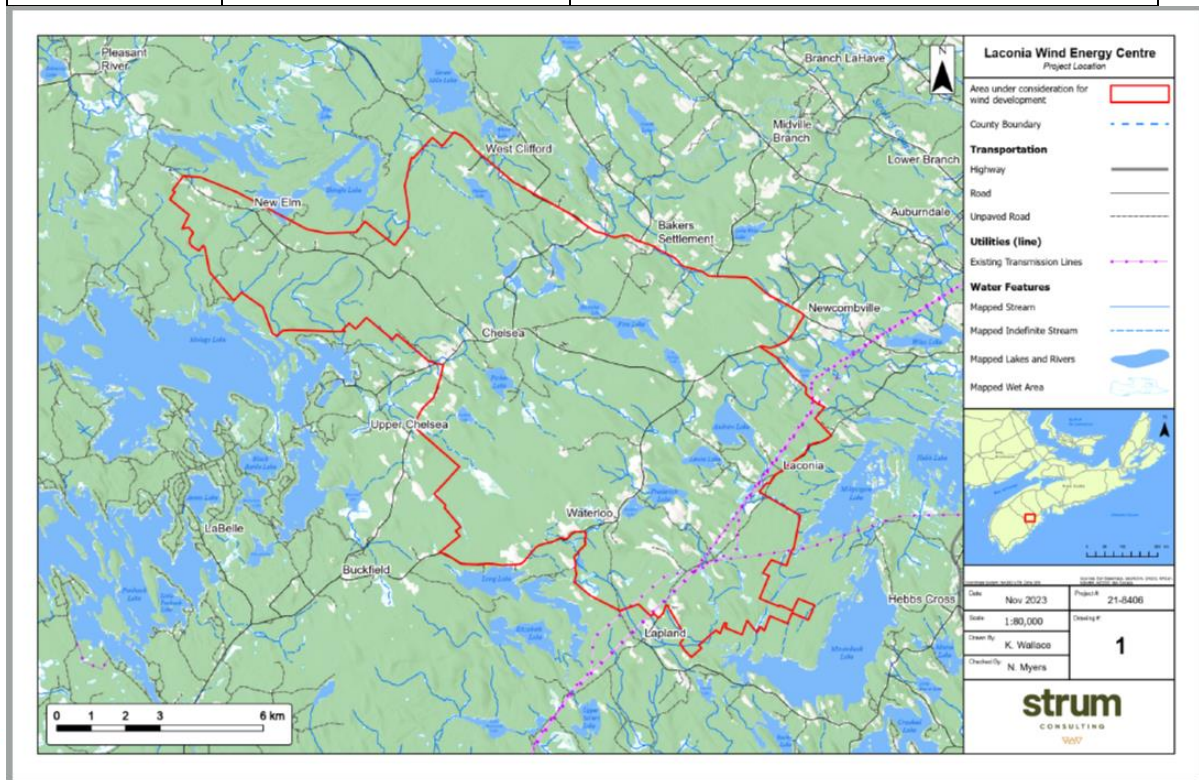 Laconia Wind Energy Centre
Project Location
Area under consideration for
wind development
County Boundary
Transportation
Highway
Road
Unpaved Road
Utilities (line)
Existing Transmission Lines
Water Features
Mapped Stream
Mapped Indefinite Stream
Mapped Lakes and Rivers
Mapped Wet Area
Date
Nov 2023
Project #
21-8406
Scale:
1:80,000
Drawing #:
1
Drawn By:
K. Wallace
Checked By:
N. Myers
strum
CONSULTING
N
Pleasant
River
Branch LaHave
Midville
Branch
Lower Branch
West Clifford
New Elm
Auburndale
Bakers
Settlement
Newcombville
Chelsea
Upper Chelsea
Laconia
Waterloo
LaBelle
Buckfield
Hebbs Cross
Lapland
0 1 2 3 6 km